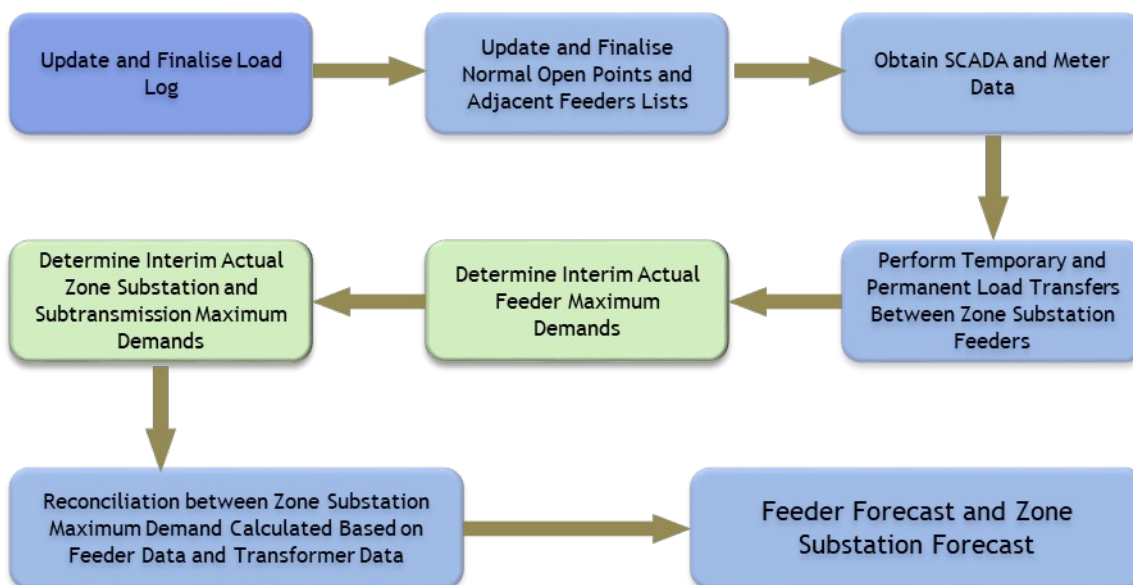 Update and Finalise Load
Log
Update and Finalise
Normal Open Points and
Adjacent Feeders Lists
Obtain SCADA and Meter
Data
Perform Temporary and
Permanent Load Transfers
Between Zone Substation
Feeders
Determine Interim Actual
Feeder Maximum
Demands
Determine Interim Actual
Zone Substation and
Subtransmission Maximum
Demands
Reconciliation between Zone Substation
Maximum Demand Calculated Based on
Feeder Data and Transformer Data
Feeder Forecast and Zone
Substation Forecast